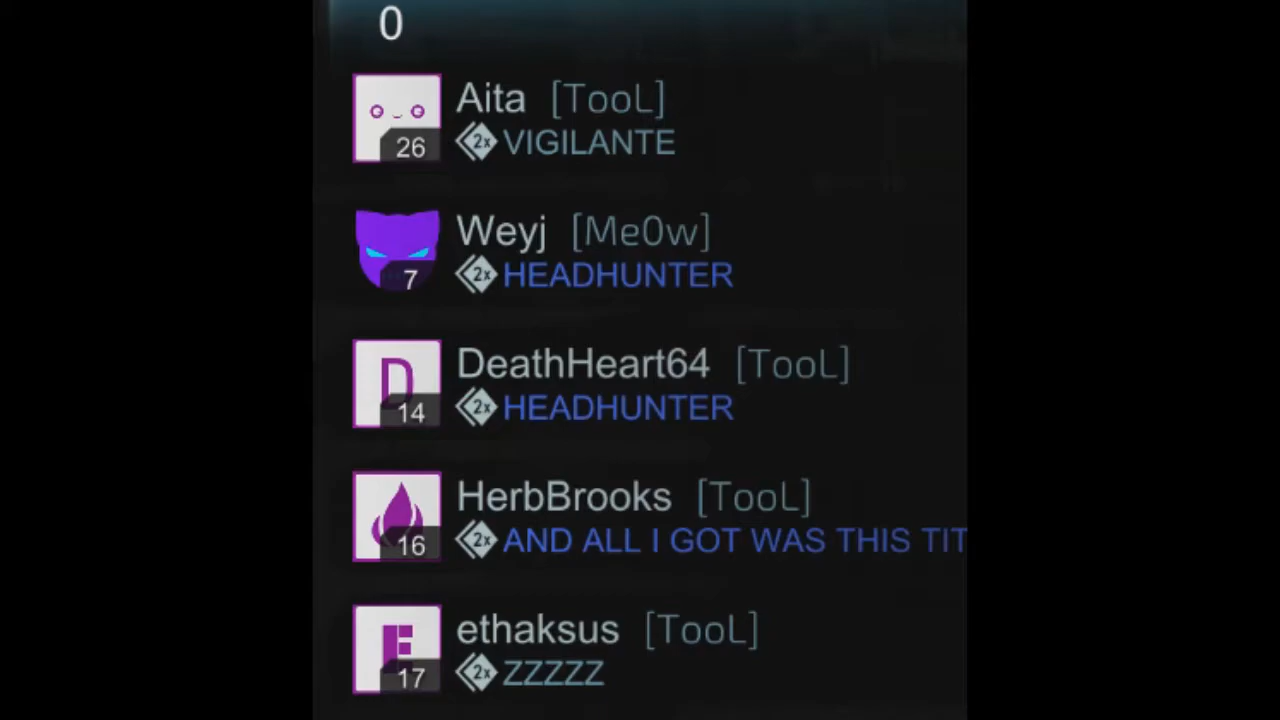 0
Aita [TooL]
26
2x VIGILANTE
Weyj [Me0w]
7
2x HEADHUNTER
D
DeathHeart64 [TooL]
14
2x HEADHUNTER
HerbBrooks [TooL]
16
2x AND ALL I GOT WAS THIS TIT
E
ethaksus [TooL]
17
2x ZZZZZ